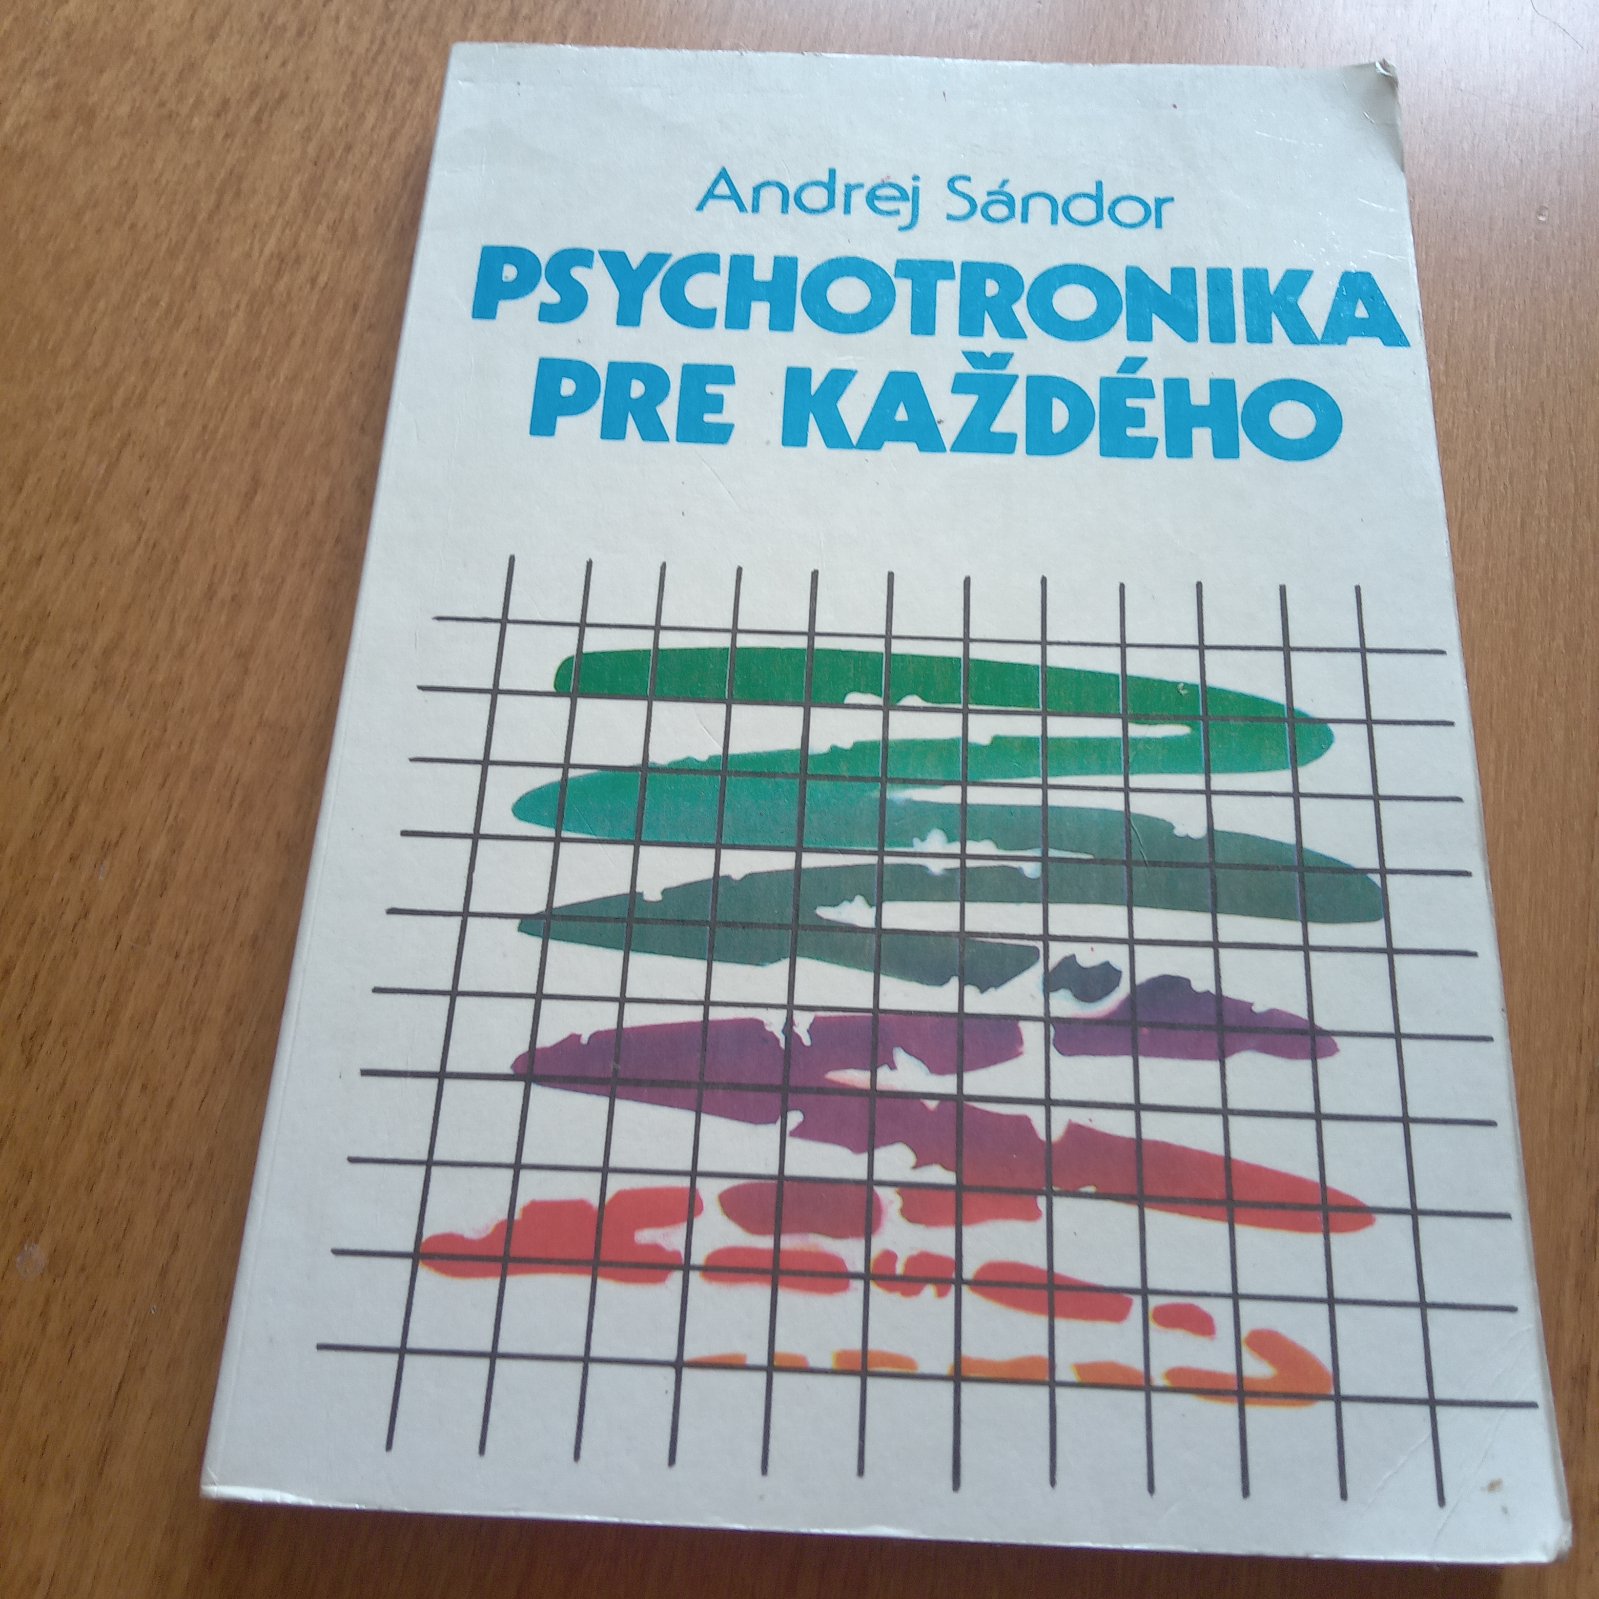 Andrej Sándor
PSYCHOTRONIKA
PRE KAŽDÉHO